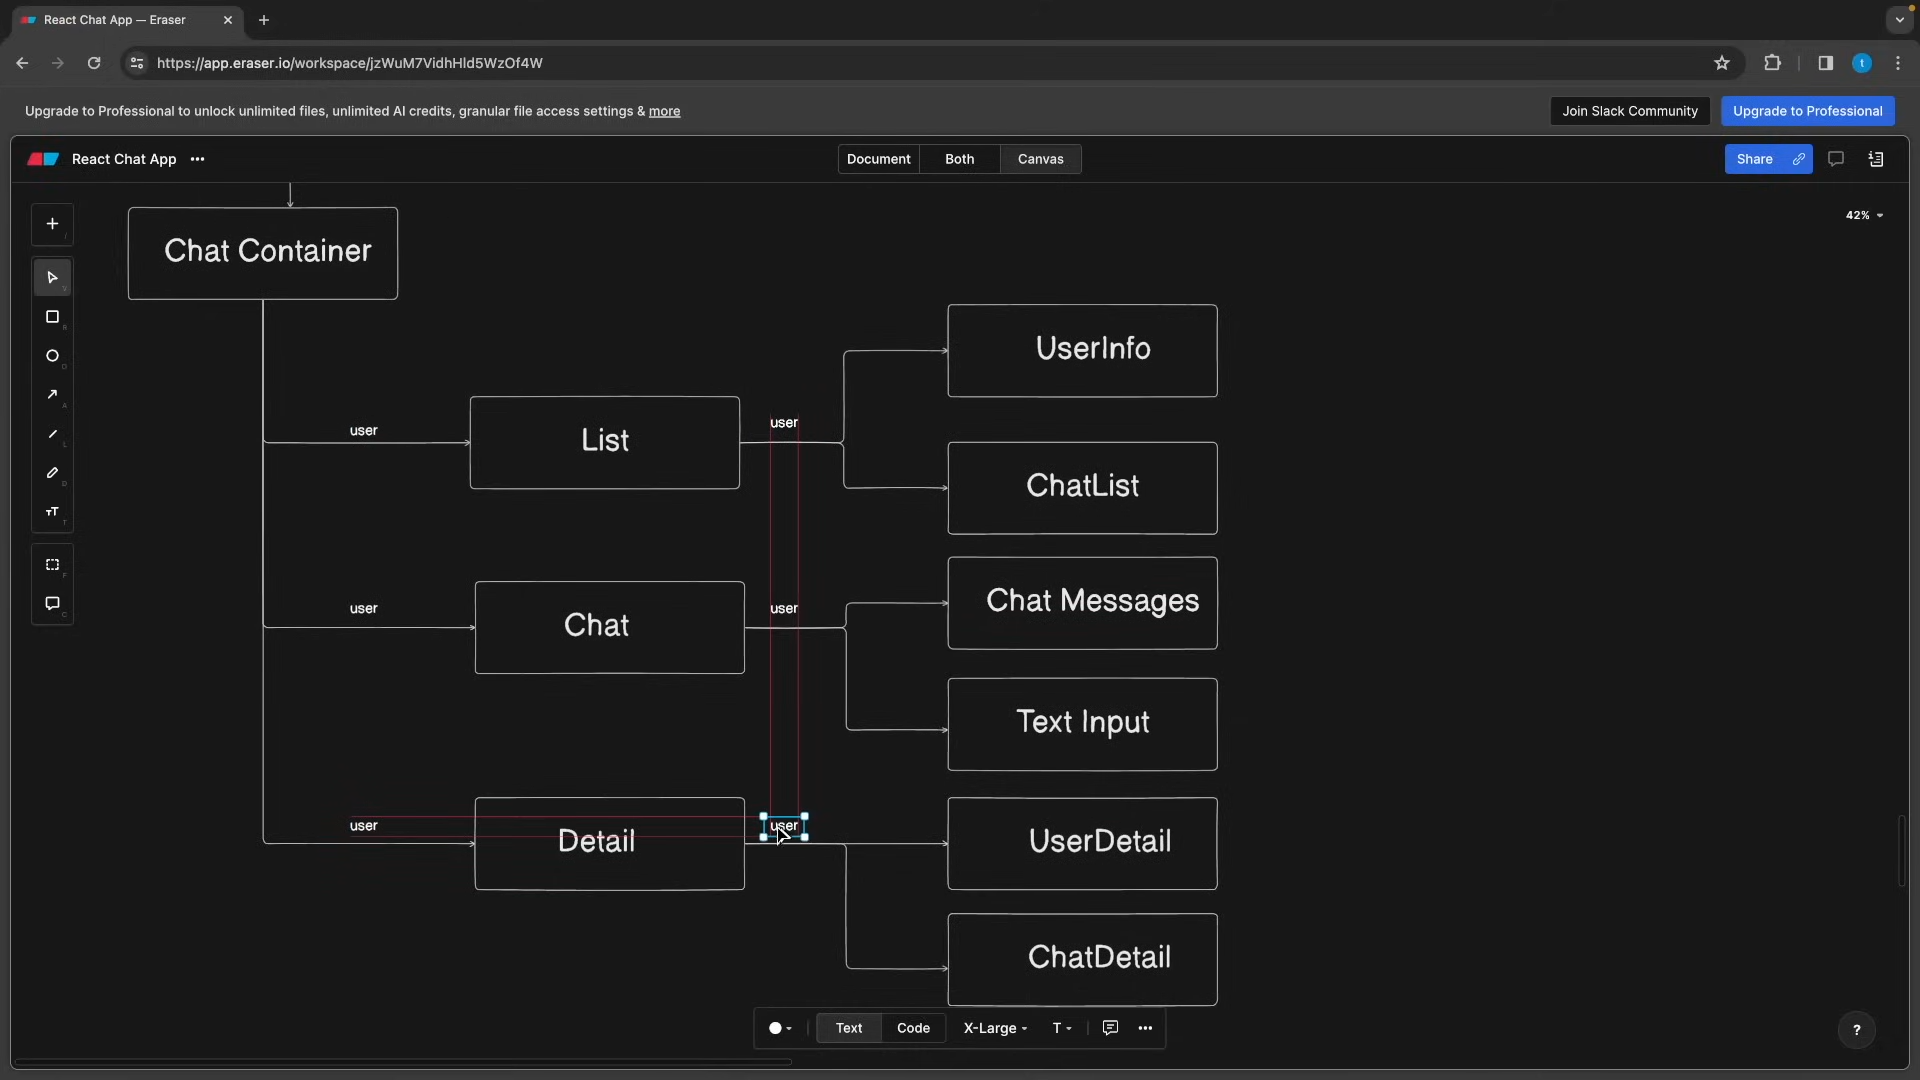 React Chat App — Eraser
https://app.eraser.io/workspace/jzWuM7VidhHld5WzOf4W
t
Upgrade to Professional to unlock unlimited files, unlimited AI credits, granular file access settings & more
Join Slack Community
Upgrade to Professional
React Chat App
Document
Both
Canvas
Share
42%
Chat Container
UserInfo
user
user
List
ChatList
Chat Messages
user
user
Chat
Text Input
user
user
Detail
UserDetail
ChatDetail
Text
Code
X-Large
T
?